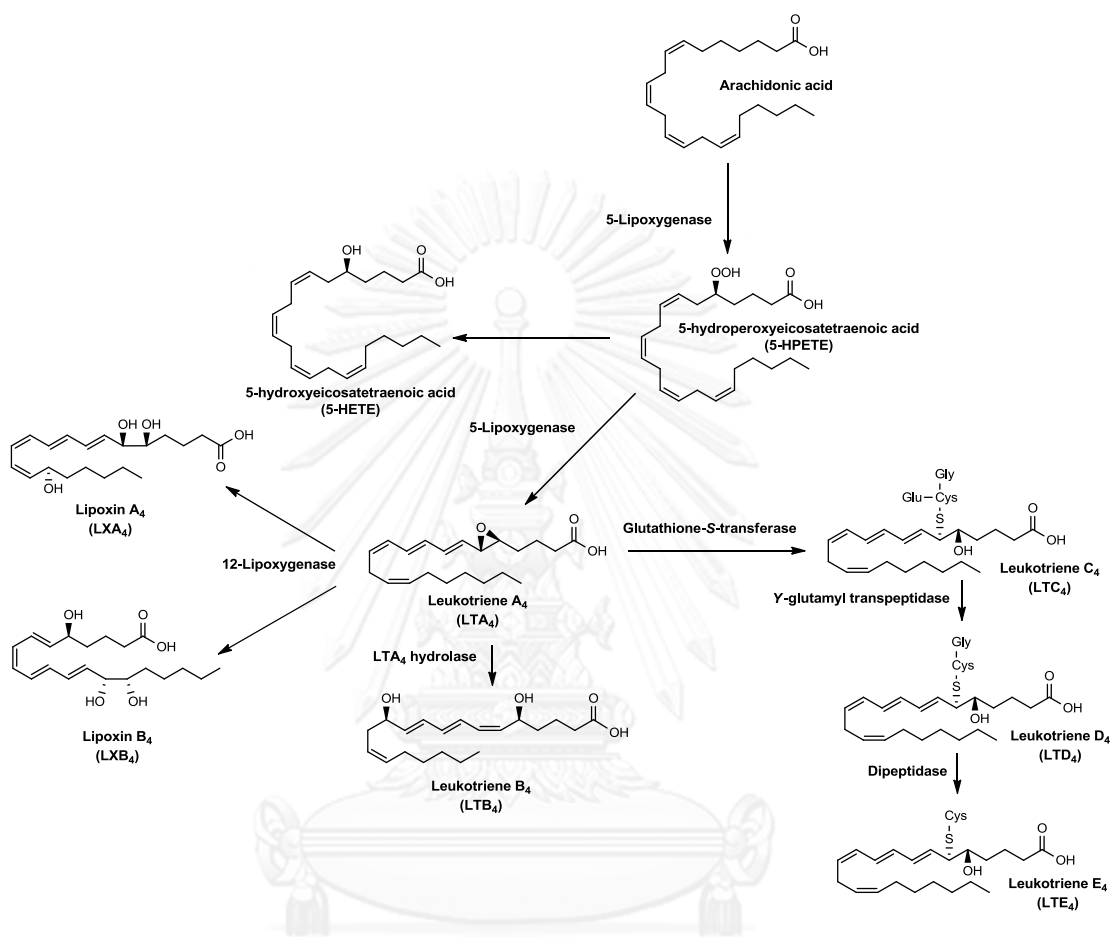 O
OH
Arachidonic acid
5-Lipoxygenase
OH
O
OH
5-hydroxyeicosatetraenoic acid
(5-HETE)
OOH
O
OH
5-hydroperoxyeicosatetraenoic acid
(5-HPETE)
5-Lipoxygenase
OH OH
OH
O
OH
Lipoxin A₄
(LXA₄)
12-Lipoxygenase
O
O
OH
Leukotriene A₄
(LTA₄)
Glutathione-S-transferase
Gly
Glu Cys
S
O
OH
OH
Leukotriene C₄
(LTC₄)
Y-glutamyl transpeptidase
OH
O
OH
HO OH
Lipoxin B₄
(LXB₄)
LTA₄ hydrolase
OH
OH
O
OH
Leukotriene B₄
(LTB₄)
Gly
Cys
S
O
OH
OH
Leukotriene D₄
(LTD₄)
Dipeptidase
Cys
S
O
OH
OH
Leukotriene E₄
(LTE₄)